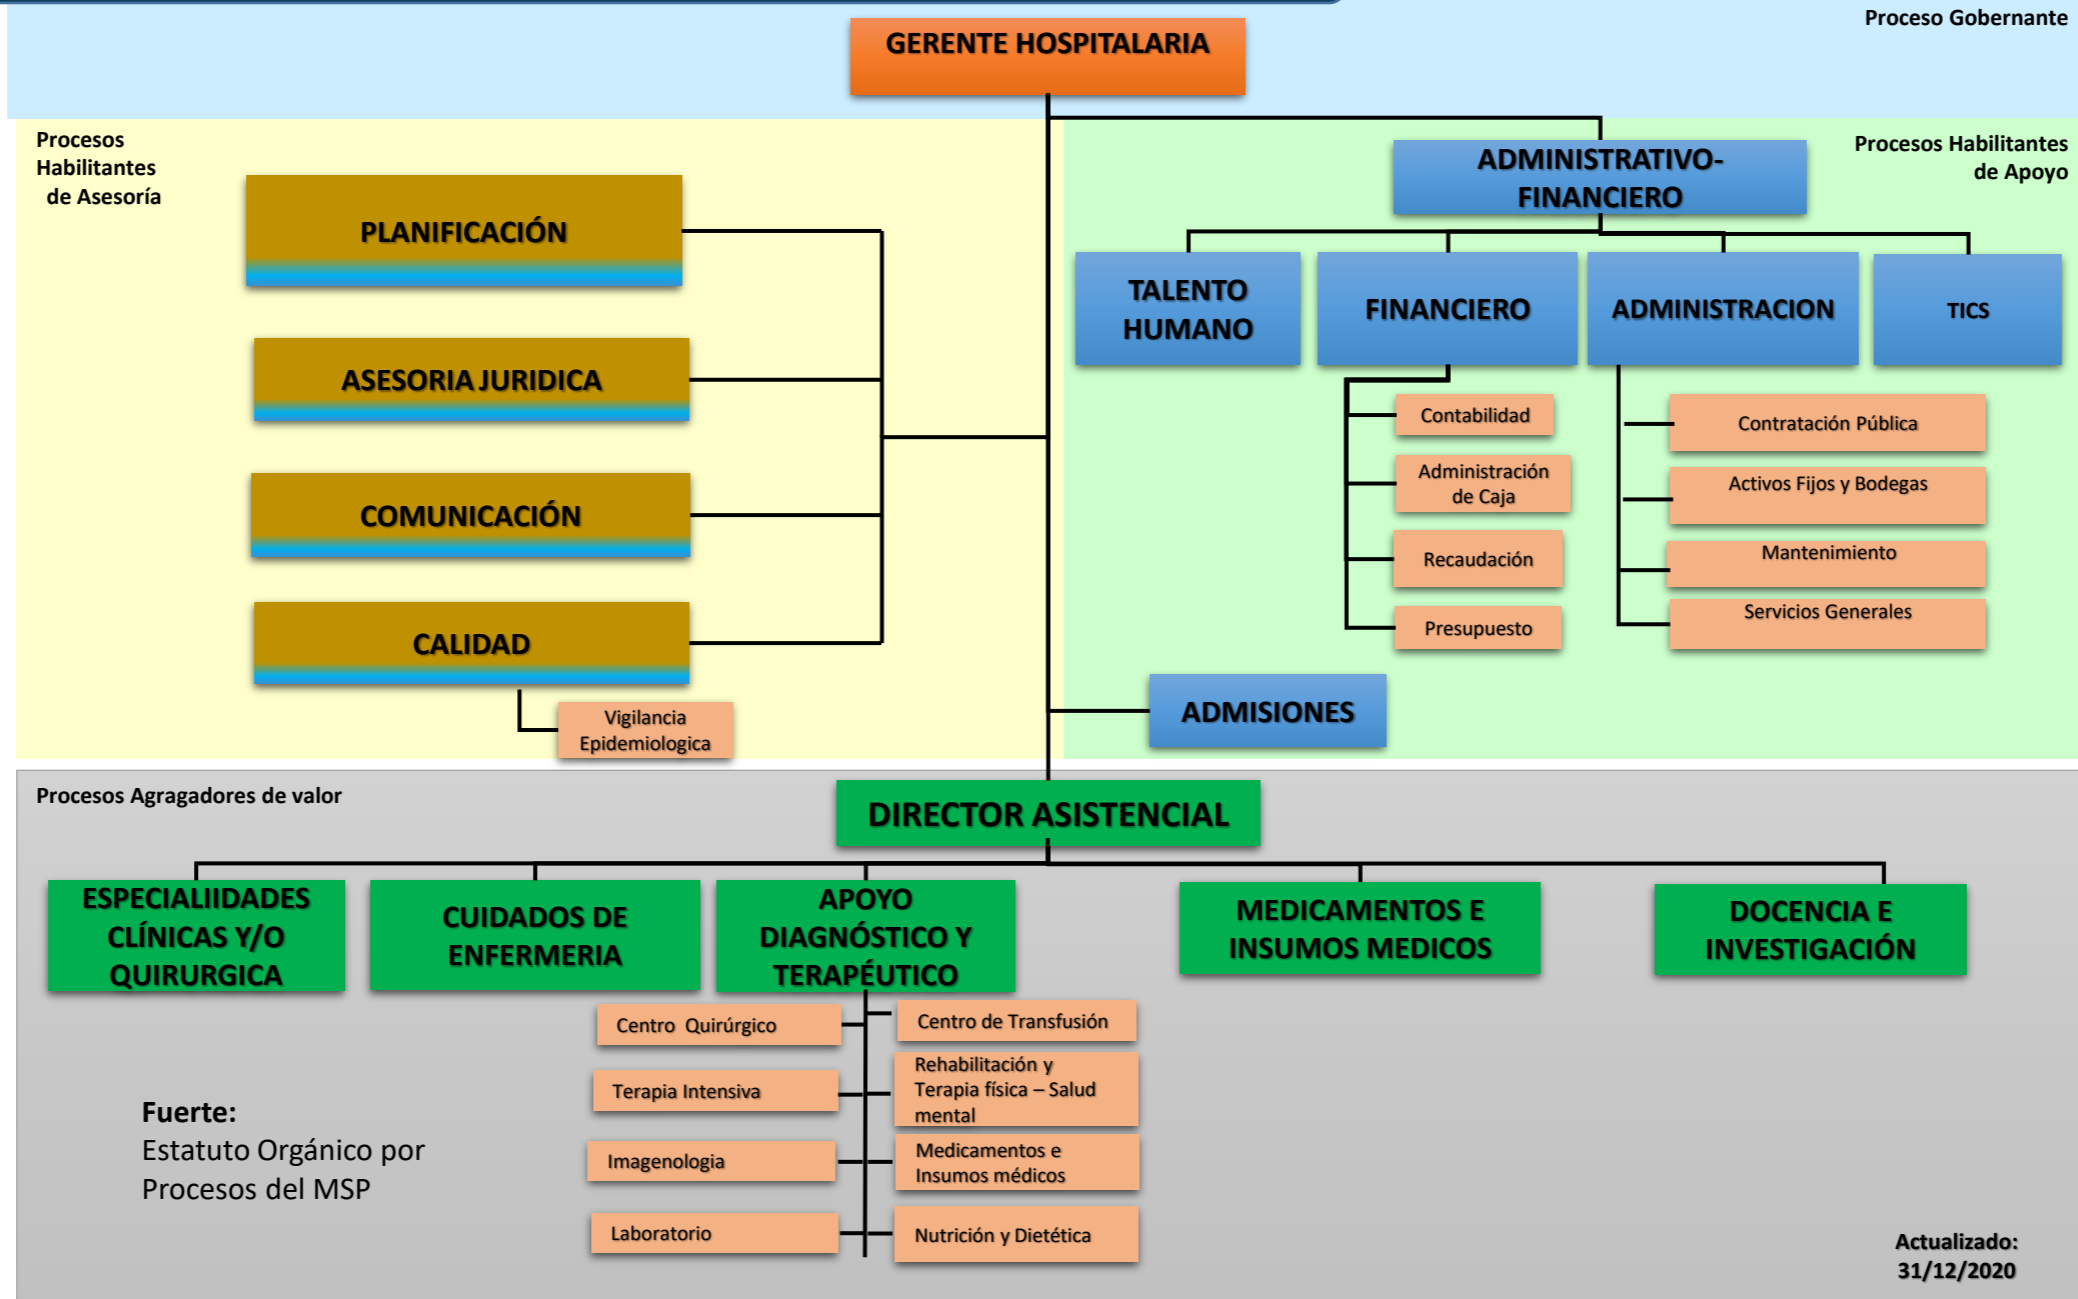 Proceso Gobernante
GERENTE HOSPITALARIA
Procesos
Habilitantes
de Asesoría
PLANIFICACIÓN
ASESORIA JURIDICA
COMUNICACIÓN
CALIDAD
Vigilancia
Epidemiologica
Procesos Habilitantes
de Apoyo
ADMINISTRATIVO-
FINANCIERO
TALENTO
HUMANO
FINANCIERO
ADMINISTRACION
TICS
Contabilidad
Administración
de Caja
Recaudación
Presupuesto
Contratación Pública
Activos Fijos y Bodegas
Mantenimiento
Servicios Generales
ADMISIONES
Procesos Agragadores de valor
DIRECTOR ASISTENCIAL
ESPECIALIIDADES
CLÍNICAS Y/O
QUIRURGICA
CUIDADOS DE
ENFERMERIA
APOYO
DIAGNÓSTICO Y
TERAPÉUTICO
MEDICAMENTOS E
INSUMOS MEDICOS
DOCENCIA E
INVESTIGACIÓN
Centro Quirúrgico
Terapia Intensiva
Imagenologia
Laboratorio
Centro de Transfusión
Rehabilitación y
Terapia física – Salud
mental
Medicamentos e
Insumos médicos
Nutrición y Dietética
Fuerte:
Estatuto Orgánico por
Procesos del MSP
Actualizado:
31/12/2020